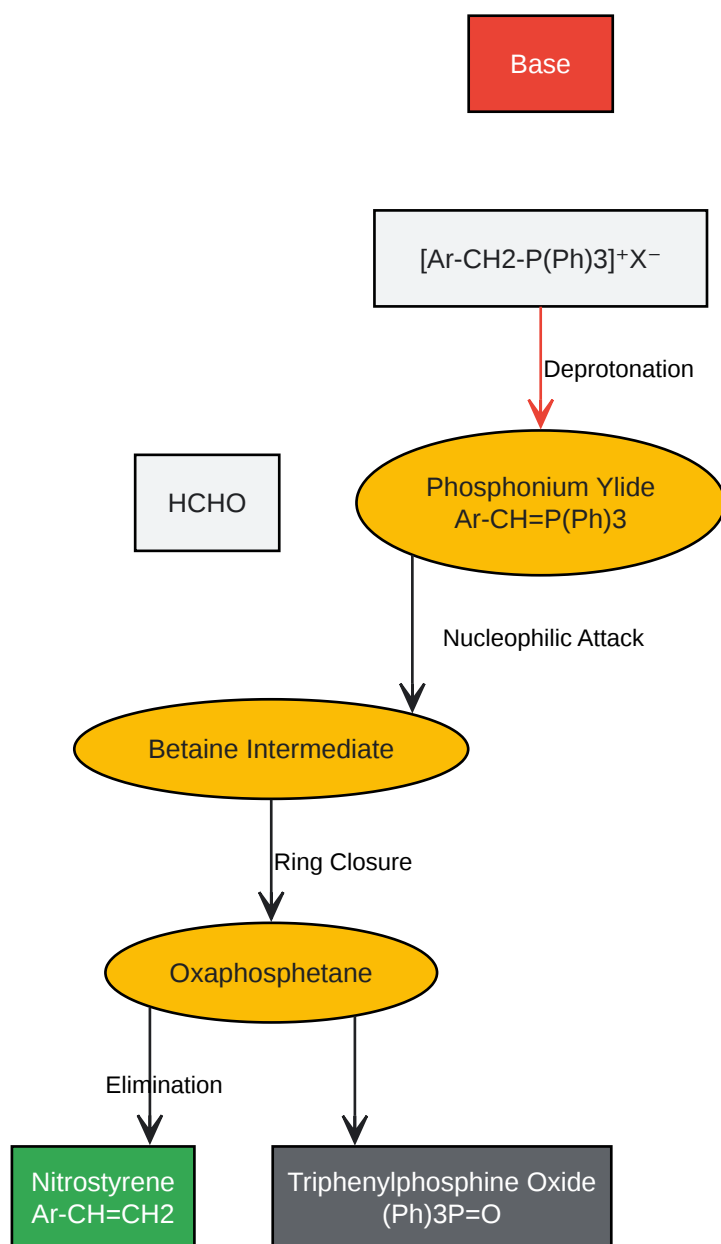 Base
[Ar-CH2-P(Ph)3]⁺X⁻
Deprotonation
HCHO
Phosphonium Ylide
Ar-CH=P(Ph)3
Nucleophilic Attack
Betaine Intermediate
Ring Closure
Oxaphosphetane
Elimination
Nitrostyrene
Ar-CH=CH2
Triphenylphosphine Oxide
(Ph)3P=O